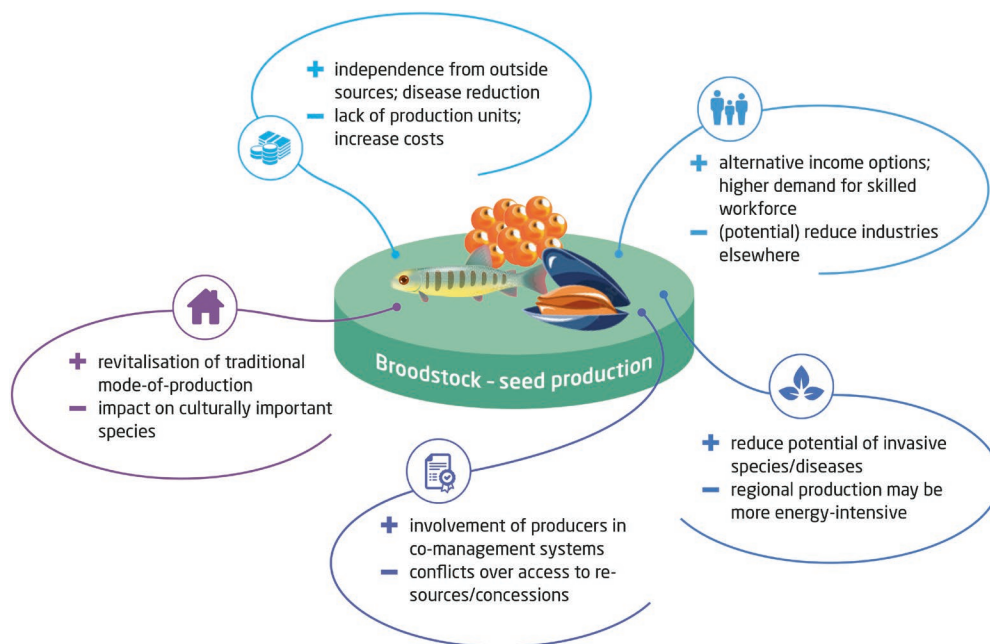 + independence from outside
sources; disease reduction
– lack of production units;
increase costs
+ alternative income options;
higher demand for skilled
workforce
– (potential) reduce industries
elsewhere
+ revitalisation of traditional
mode-of-production
– impact on culturally important
species
Broodstock – seed production
+ reduce potential of invasive
species/diseases
– regional production may be
more energy-intensive
+ involvement of producers in
co-management systems
– conflicts over access to re-
sources/concessions